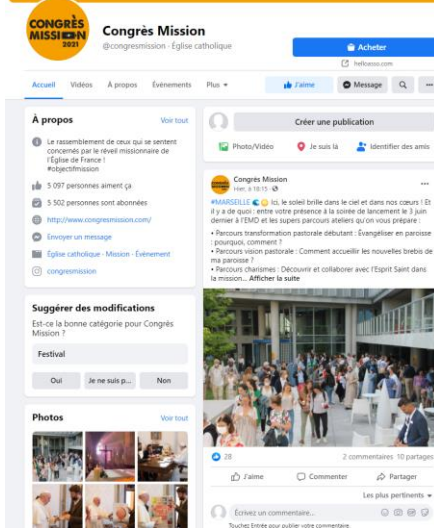 CONGRÈS
MISSION
2021
Congrès Mission
@congresmission · Église catholique
Acheter
helloasso.com
Accueil Vidéos À propos Événements Plus
J'aime Message
À propos Voir tout
Le rassemblement de ceux qui se sentent
concernés par le réveil missionnaire de
l'Église de France !
#objectifmission
5 097 personnes aiment ça
5 502 personnes sont abonnées
http://www.congresmission.com/
Envoyer un message
Église catholique · Mission · Évènement
congresmission
Suggérer des modifications
Est-ce la bonne catégorie pour Congrès
Mission ?
Festival
Oui Je ne suis p... Non
Photos Voir tout
Créer une publication
Photo/Vidéo Je suis là Identifier des amis
Congrès Mission
Hier, à 18:15
#MARSEILLE Ici, le soleil brille dans le ciel et dans nos cœurs ! Et
il y a de quoi : entre votre présence à la soirée de lancement le 3 juin
dernier à l'EMD et les supers parcours ateliers qu'on vous prépare :
• Parcours transformation pastorale débutant : Évangéliser en paroisse
: pourquoi, comment ?
• Parcours vision pastorale : Comment accueillir les nouvelles brebis de
ma paroisse ?
• Parcours charismes : Découvrir et collaborer avec l'Esprit Saint dans
la mission... Afficher la suite
28 2 commentaires 10 partages
J'aime Commenter Partager
Les plus pertinents
Écrivez un commentaire...
Touchez Entrée pour publier votre commentaire.